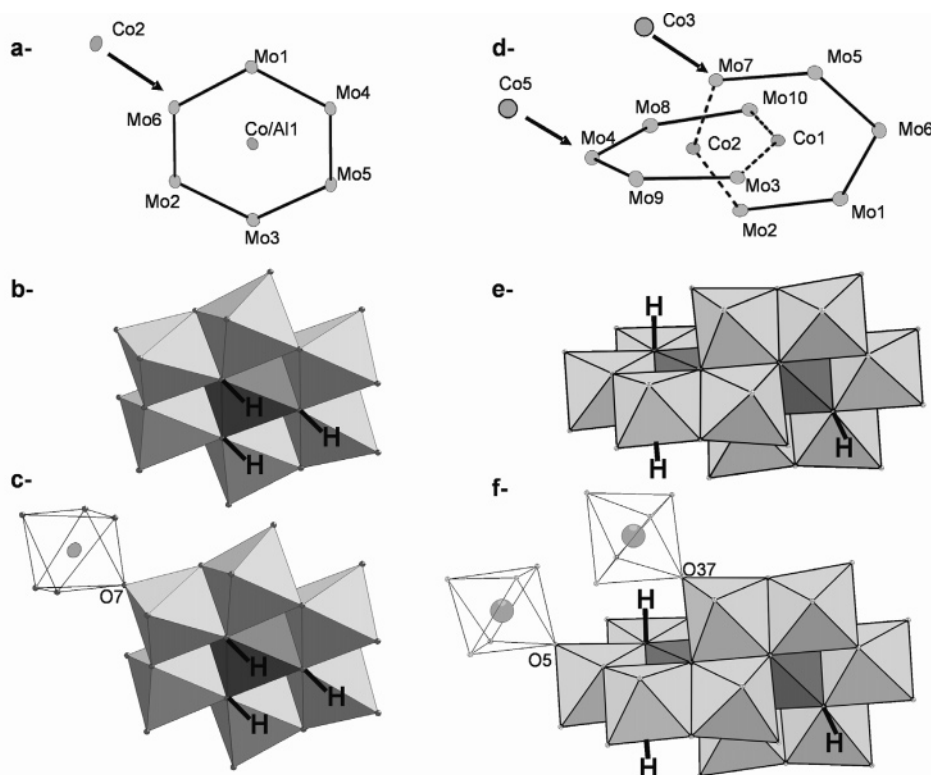 a-
Co2
Mo1
Mo4
Mo6
Co/Al1
Mo2
Mo5
Mo3
d-
Co3
Mo7
Mo5
Co5
Mo8
Mo10
Mo4
Co2
Co1
Mo6
Mo9
Mo3
Mo2
Mo1
b-
H
H
H
e-
H
H
H
c-
O7
H
H
H
f-
O37
O5
H
H
H